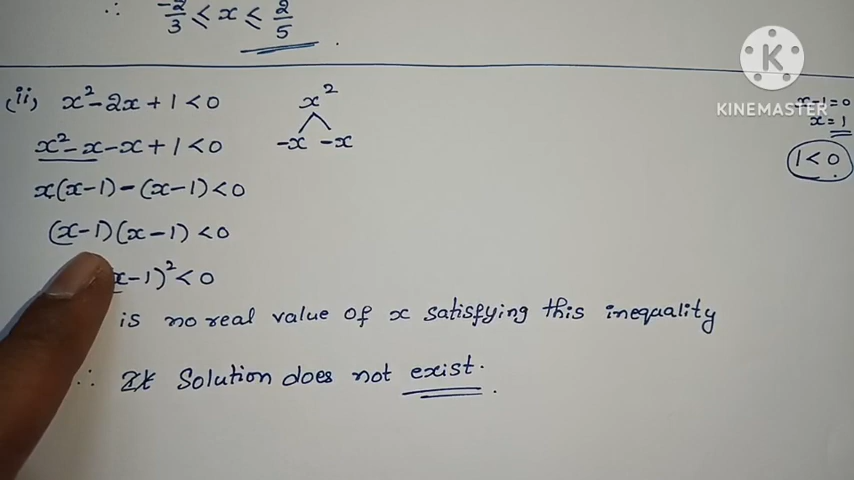 ∴ -2/3 ≤ x ≤ 2/5
(ii) x² - 2x + 1 < 0
x² - x - x + 1 < 0
x(x-1) - (x-1) < 0
(x-1)(x-1) < 0
x-1)² < 0
is no real value of x satisfying this inequality
∴ Solution does not exist.
x²
-x -x
K
KINEMASTER
x-1=0
x=1
1<0